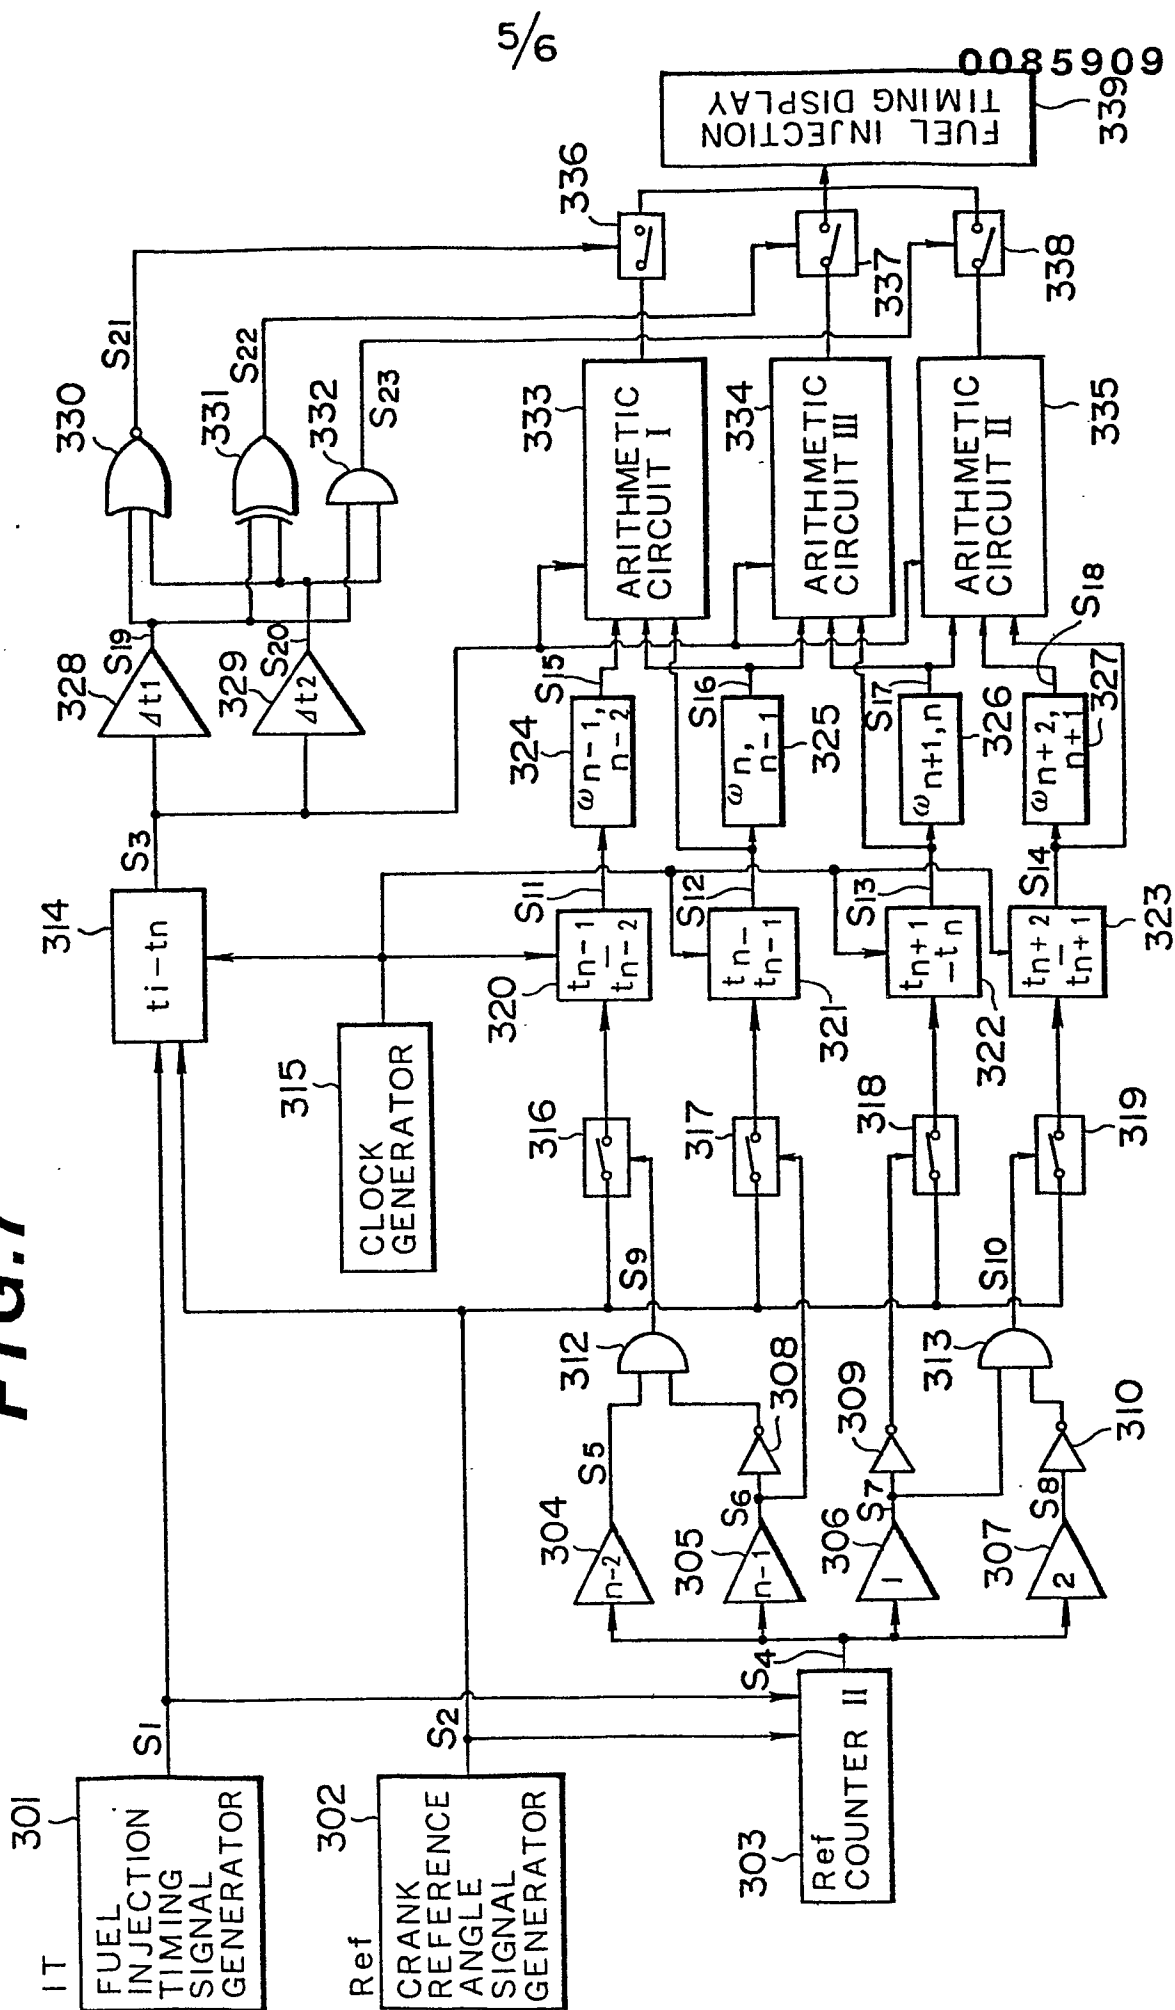 5/6
0085909
FIG.7
IT
301
FUEL
INJECTION
TIMING
SIGNAL
GENERATOR
S1
Ref
302
CRANK
REFERENCE
ANGLE
SIGNAL
GENERATOR
S2
303
Ref
COUNTER II
S4
304
n-2
S5
305
n-1
S6
306
1
S7
307
2
S8
308
309
310
312
S9
313
S10
314
ti-tn
S3
315
CLOCK
GENERATOR
316
317
318
319
320
tn-1
-
tn-2
S11
321
tn-
tn-1
S12
322
tn+1
-tn
S13
323
tn+2
-
tn+1
S14
324
ωn-1,
n-2
S15
325
ωn,
n-1
S16
326
ωn+1,n
S17
327
ωn+2,
n+1
S18
328
Δt1
S19
329
Δt2
S20
330
S21
331
S22
332
S23
333
ARITHMETIC
CIRCUIT I
334
ARITHMETIC
CIRCUIT III
335
ARITHMETIC
CIRCUIT II
336
337
338
339
FUEL INJECTION
TIMING DISPLAY